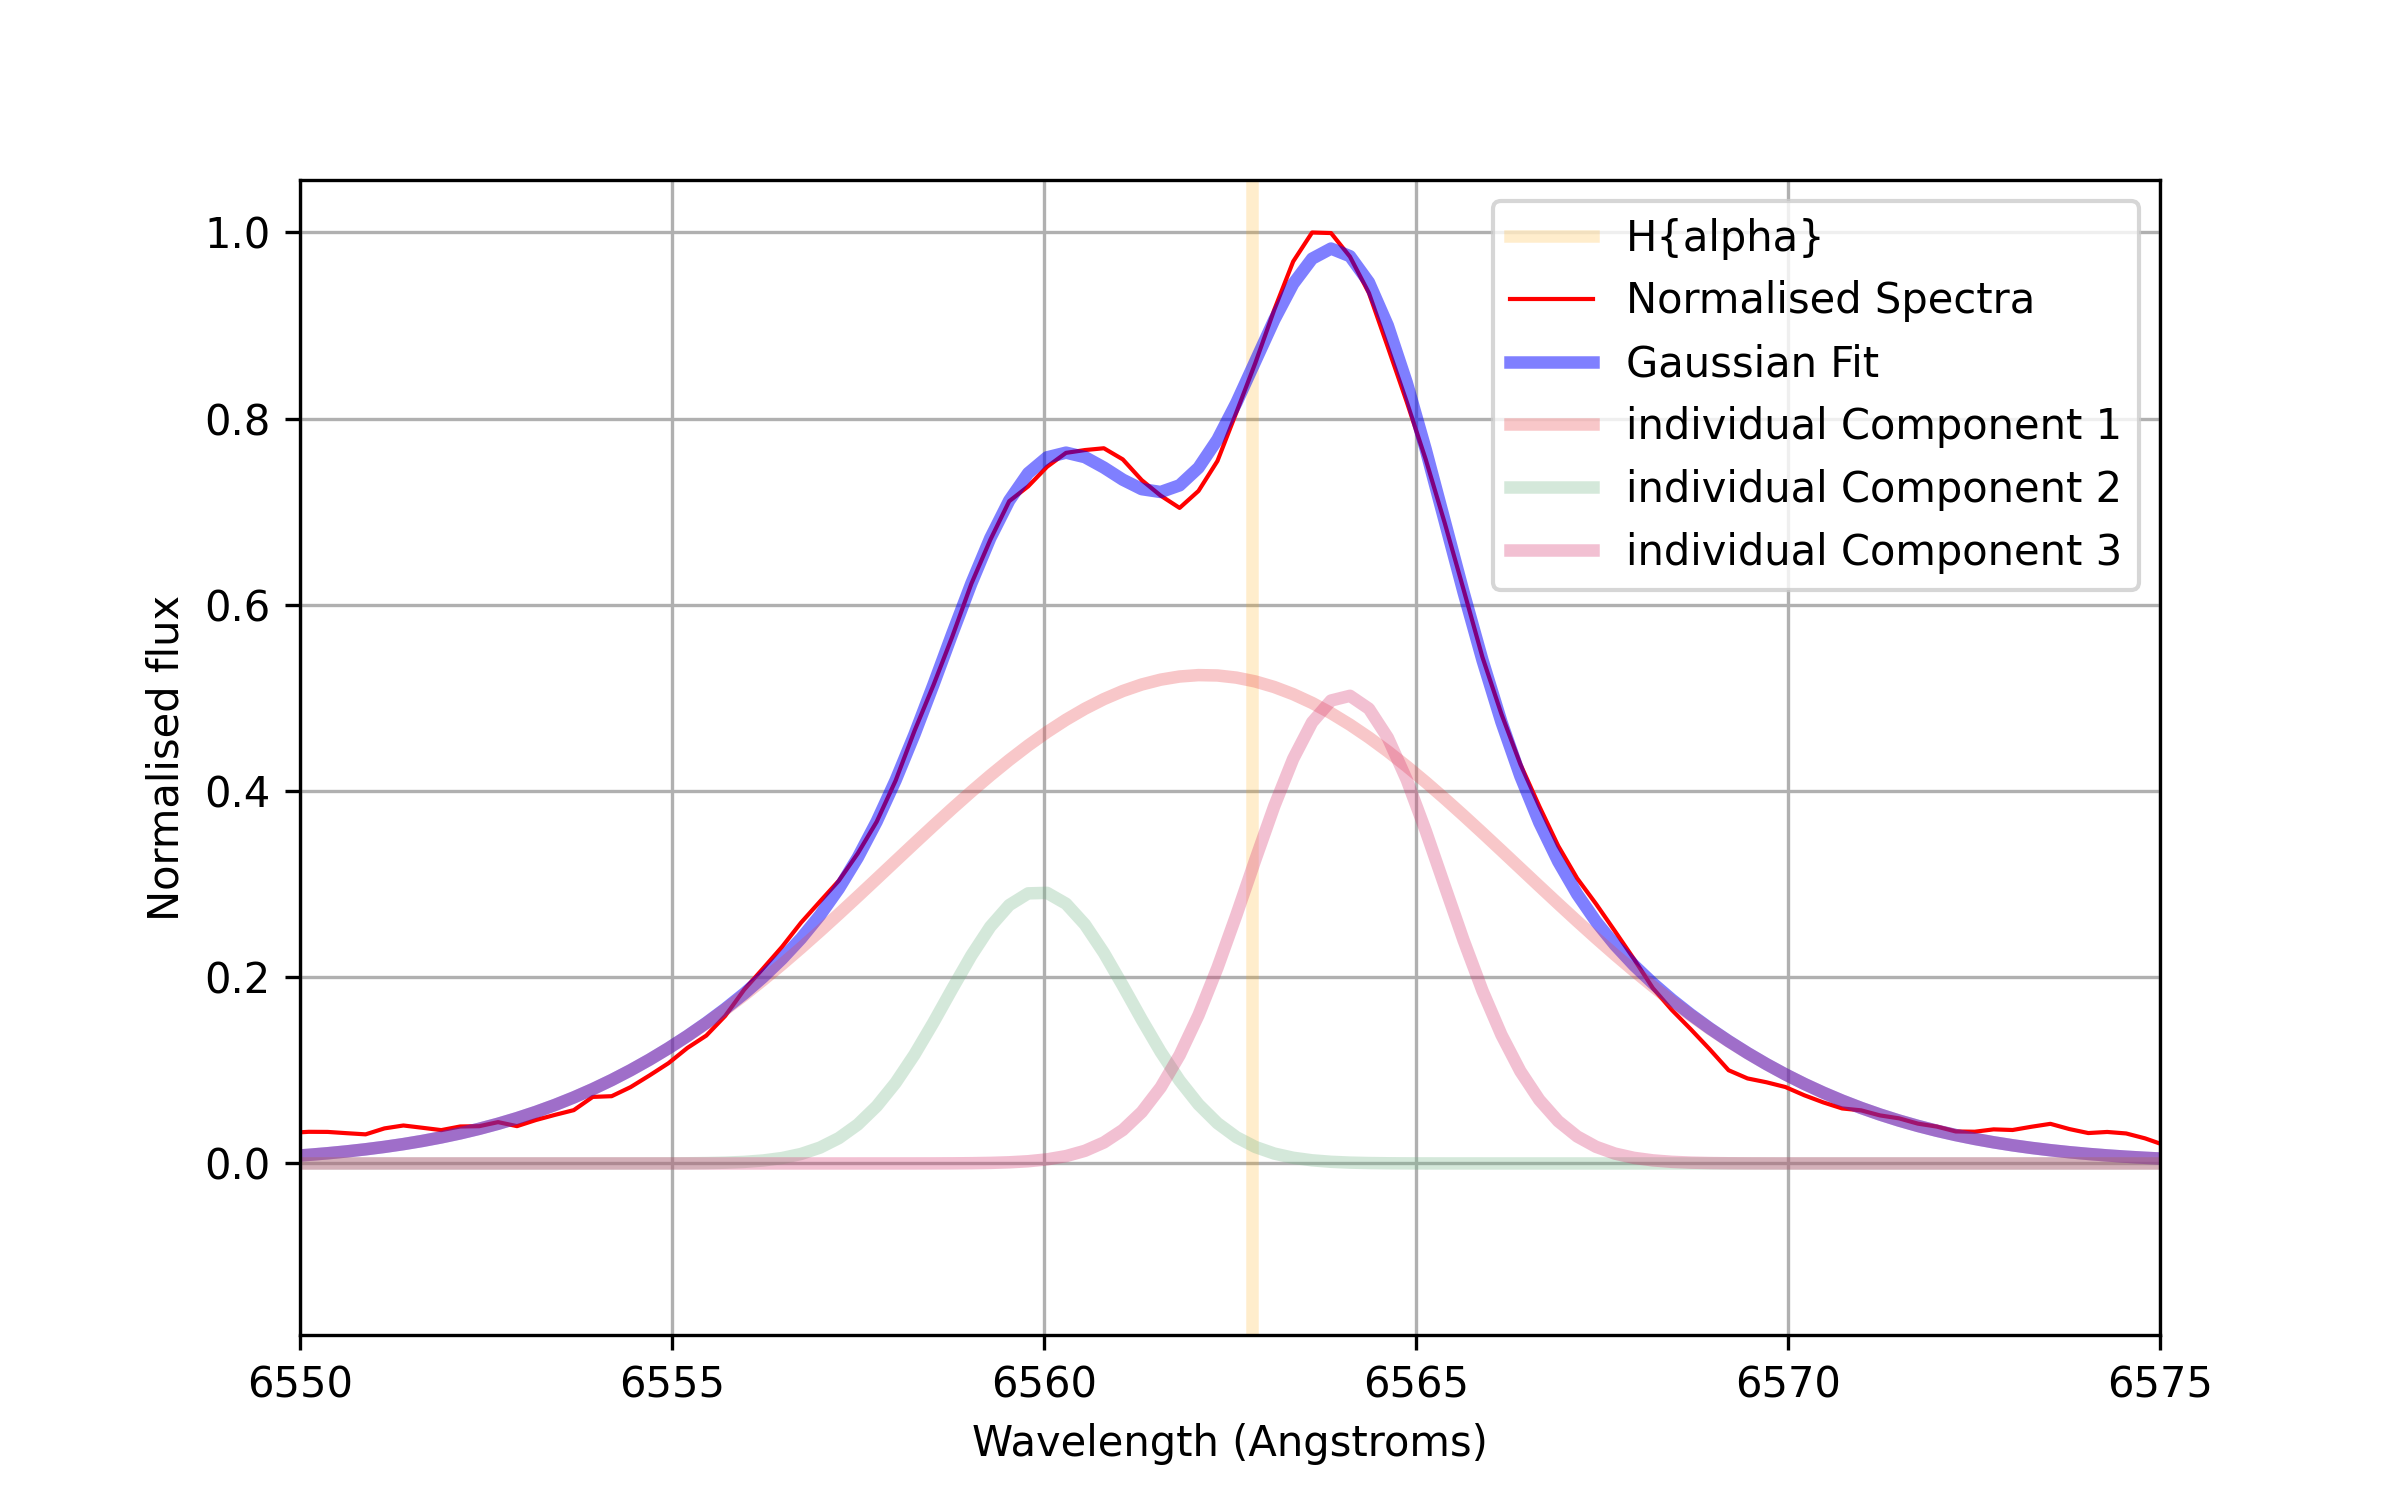 H{alpha}
Normalised Spectra
Gaussian Fit
individual Component 1
individual Component 2
individual Component 3
1.0
0.8
0.6
0.4
0.2
0.0
Normalised flux
6550 6555 6560 6565 6570 6575
Wavelength (Angstroms)